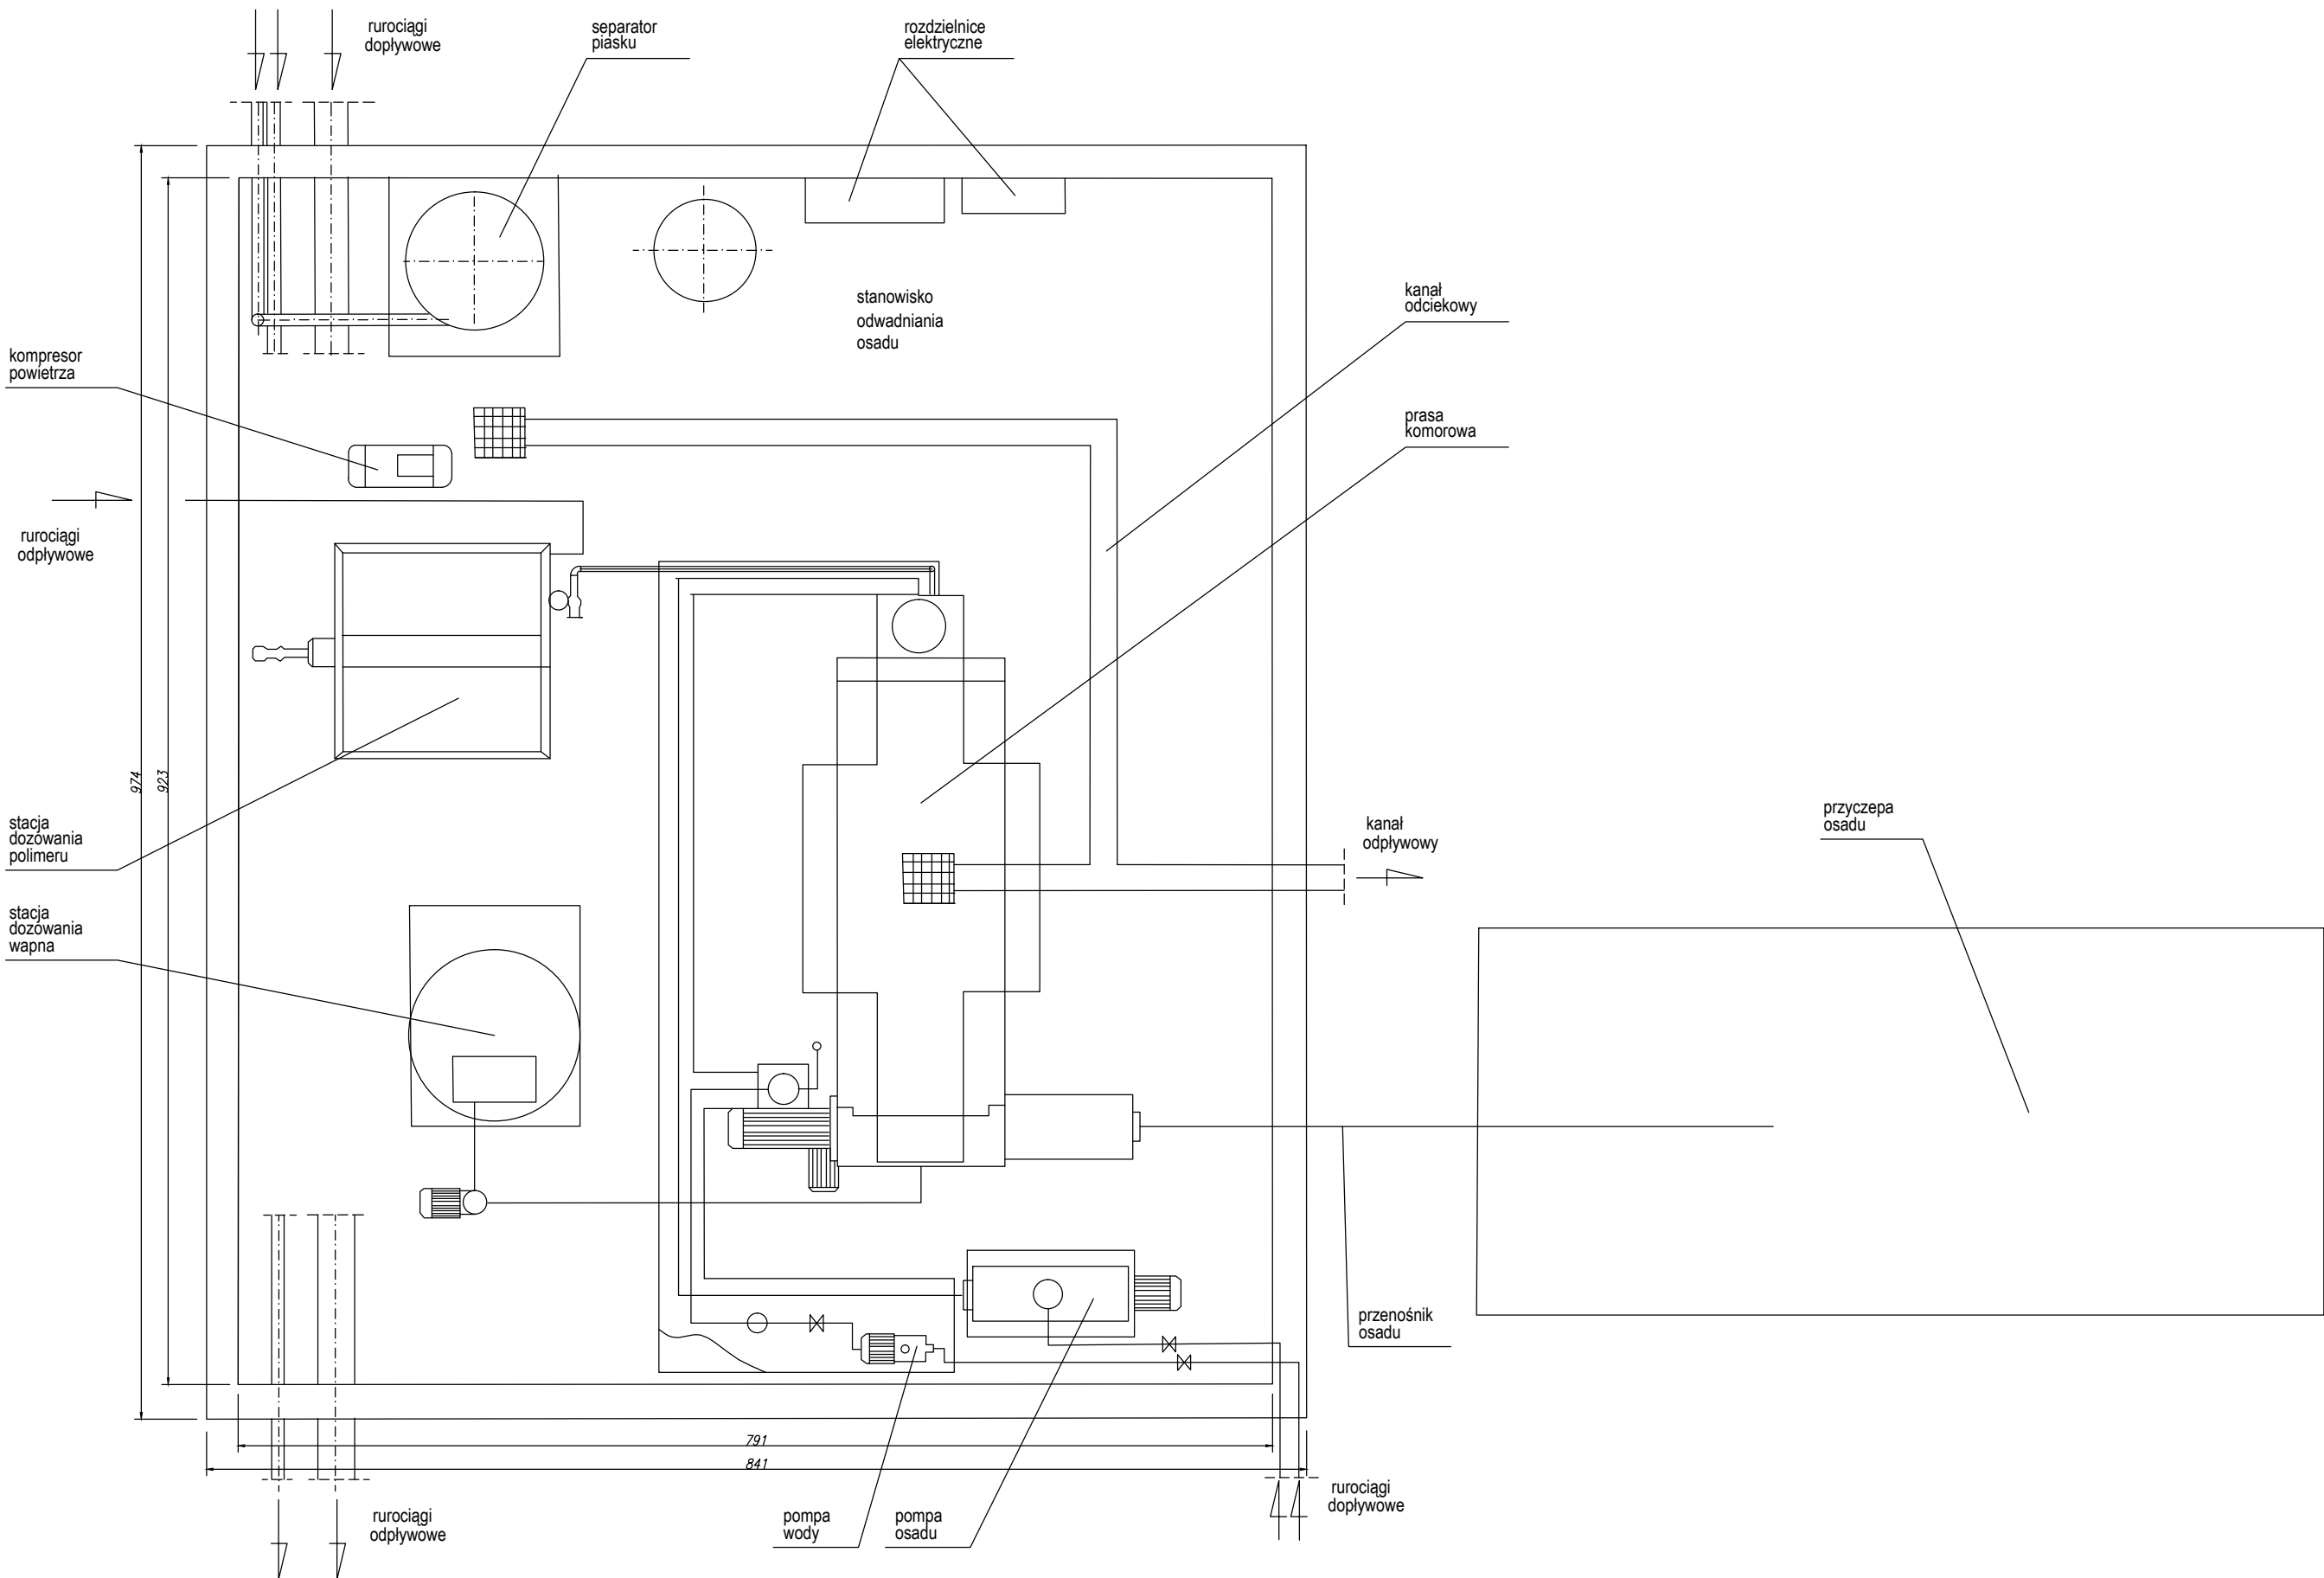 rurociągi
dopływowe
separator
piasku
rozdzielnice
elektryczne
stanowisko
odwadniania
osadu
kanał
odciekowy
kompresor
powietrza
prasa
komorowa
rurociągi
odpływowe
974
923
stacja
dozowania
polimeru
kanał
odpływowy
przyczepa
osadu
stacja
dozowania
wapna
przenośnik
osadu
791
841
rurociągi
odpływowe
pompa
wody
pompa
osadu
rurociągi
dopływowe